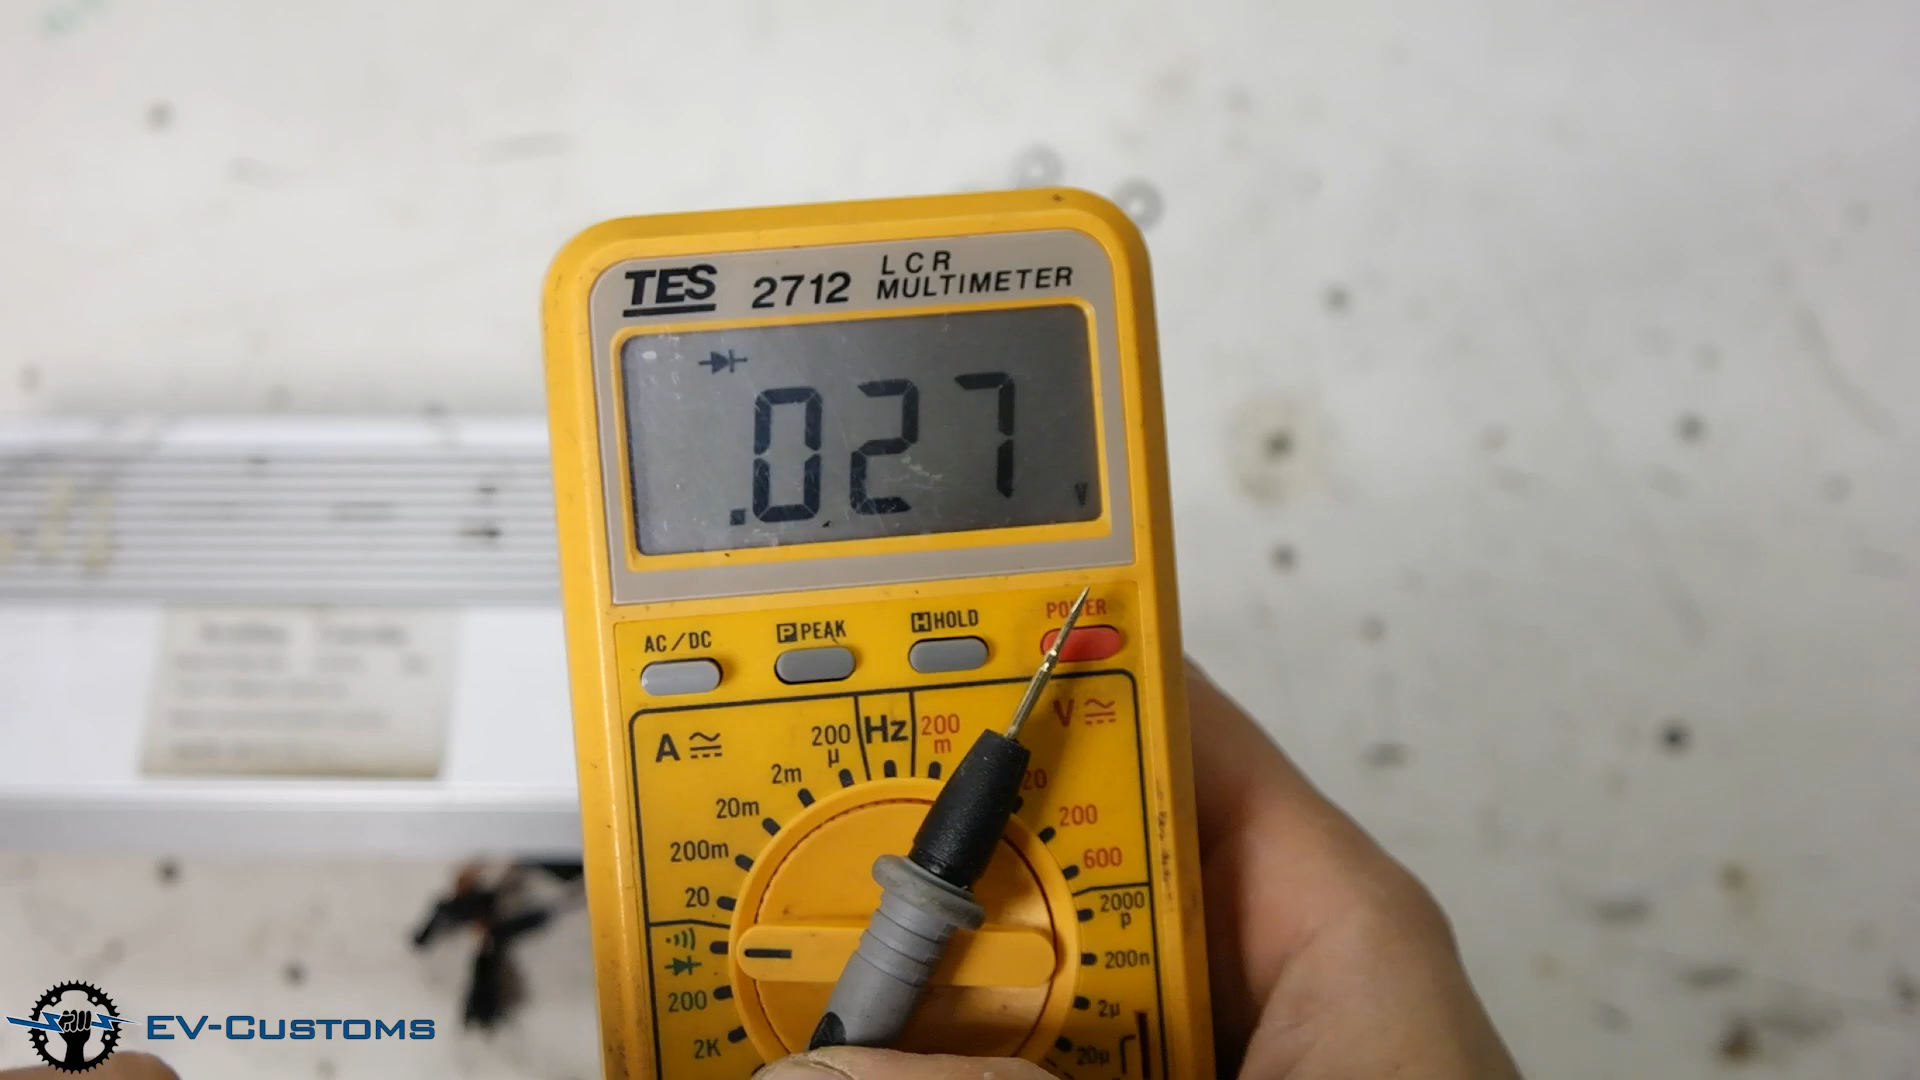 TES 2712 LCR
MULTIMETER
.027 V
AC/DC P PEAK H HOLD POWER
A 200 Hz 200 V
µ m
2m 20
20m 200
200m 600
20 2000
p
200n
200 2µ
2K 20µ
EV-CUSTOMS